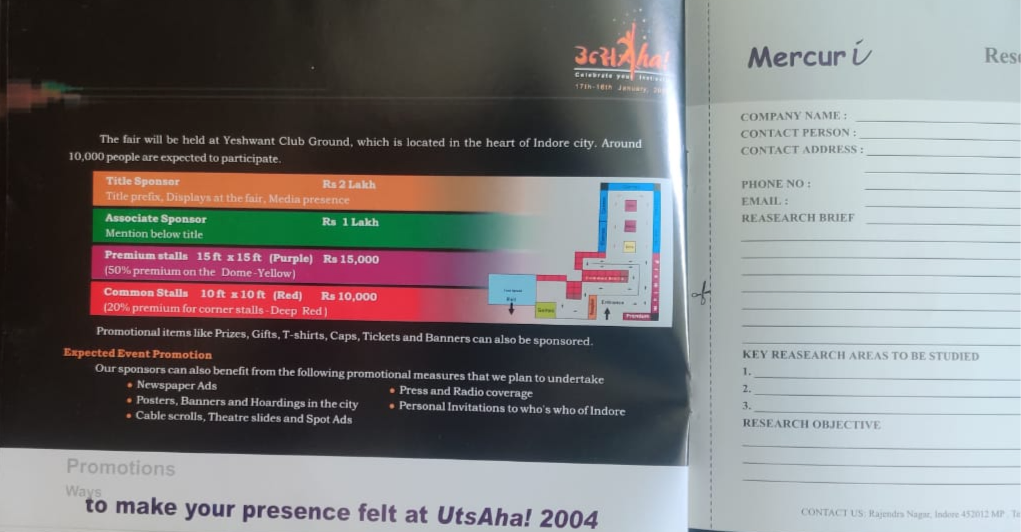 उत्सAha!
Celebrate your
17th-18th January,
The fair will be held at Yeshwant Club Ground, which is located in the heart of Indore city. Around
10,000 people are expected to participate.
Title Sponsor Rs 2 Lakh
Title prefix, Displays at the fair, Media presence
Associate Sponsor Rs 1 Lakh
Mention below title
Premium stalls 15 ft x 15 ft (Purple) Rs 15,000
(50% premium on the Dome-Yellow)
Common Stalls 10 ft x 10 ft (Red) Rs 10,000
(20% premium for corner stalls - Deep Red)
Exit
Games
Entrance
Premium
Promotional items like Prizes, Gifts, T-shirts, Caps, Tickets and Banners can also be sponsored.
Expected Event Promotion
Our sponsors can also benefit from the following promotional measures that we plan to undertake
• Newspaper Ads
• Posters, Banners and Hoardings in the city
• Cable scrolls, Theatre slides and Spot Ads
• Press and Radio coverage
• Personal Invitations to who's who of Indore
Promotions
Ways
to make your presence felt at UtsAha! 2004
Mercuri
Rese
COMPANY NAME :
CONTACT PERSON :
CONTACT ADDRESS :
PHONE NO :
EMAIL :
REASEARCH BRIEF
KEY REASEARCH AREAS TO BE STUDIED
1.
2.
3.
RESEARCH OBJECTIVE
CONTACT US: Rajendra Nagar, Indore 452012 MP. Te